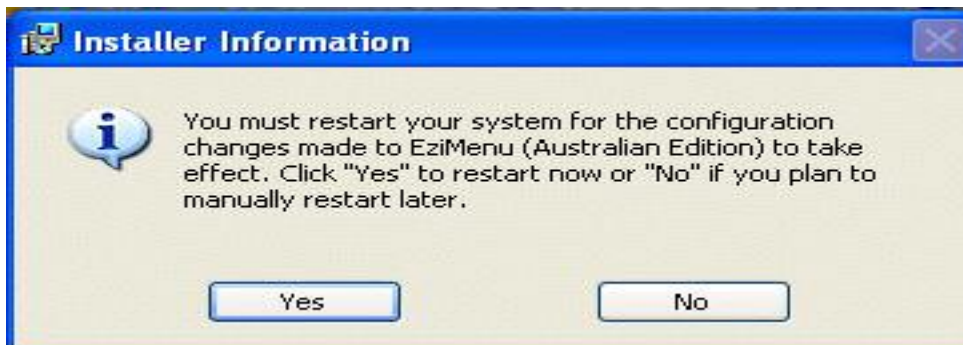 Installer Information
You must restart your system for the configuration
changes made to EziMenu (Australian Edition) to take
effect. Click "Yes" to restart now or "No" if you plan to
manually restart later.
Yes
No